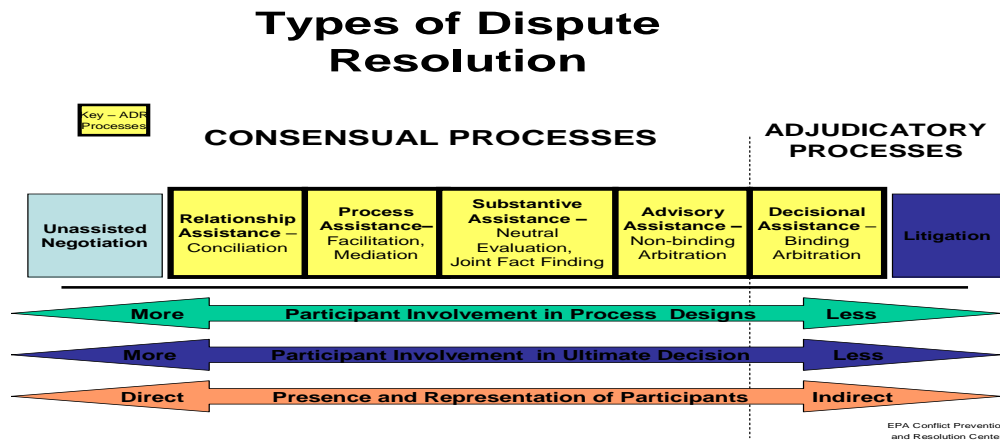 Types of Dispute
Resolution
Key – ADR
Processes
CONSENSUAL PROCESSES
ADJUDICATORY
PROCESSES
Unassisted
Negotiation
Relationship
Assistance –
Conciliation
Process
Assistance–
Facilitation,
Mediation
Substantive
Assistance –
Neutral
Evaluation,
Joint Fact Finding
Advisory
Assistance –
Non-binding
Arbitration
Decisional
Assistance –
Binding
Arbitration
Litigation
More Participant Involvement in Process Designs Less
More Participant Involvement in Ultimate Decision Less
Direct Presence and Representation of Participants Indirect
EPA Conflict Preventio
and Resolution Cente